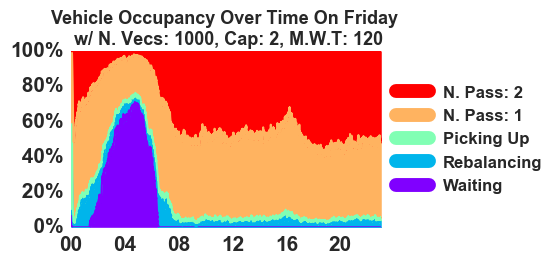 Vehicle Occupancy Over Time On Friday
w/ N. Vecs: 1000, Cap: 2, M.W.T: 120
100%
80%
60%
40%
20%
0%
00 04 08 12 16 20
N. Pass: 2
N. Pass: 1
Picking Up
Rebalancing
Waiting